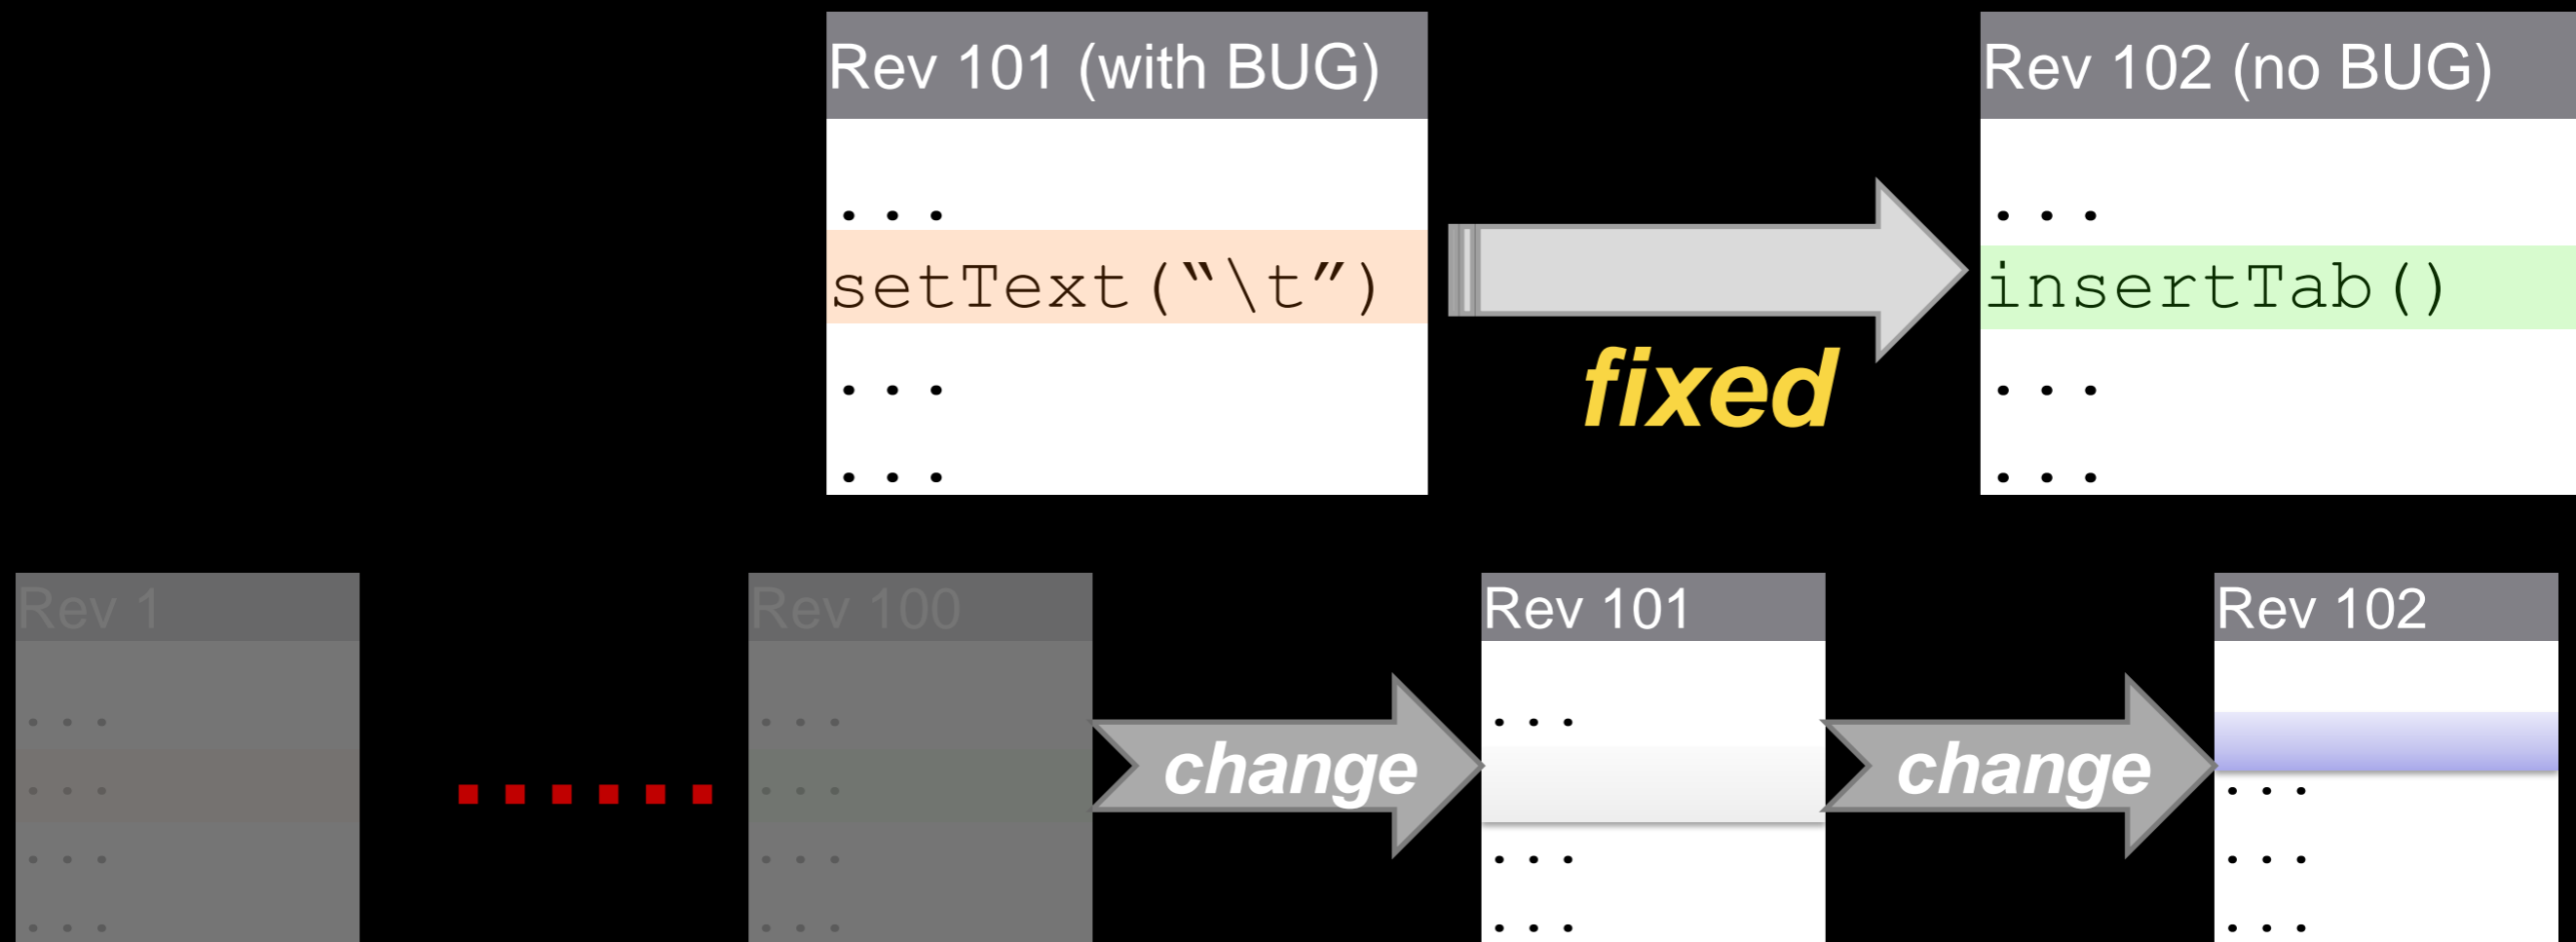 Rev 101 (with BUG)
...
setText(“\t”)
...
...
fixed
Rev 102 (no BUG)
...
insertTab()
...
...
Rev 1
...
...
...
...
......
Rev 100
...
...
...
...
change
Rev 101
...
...
...
change
Rev 102
...
...
...